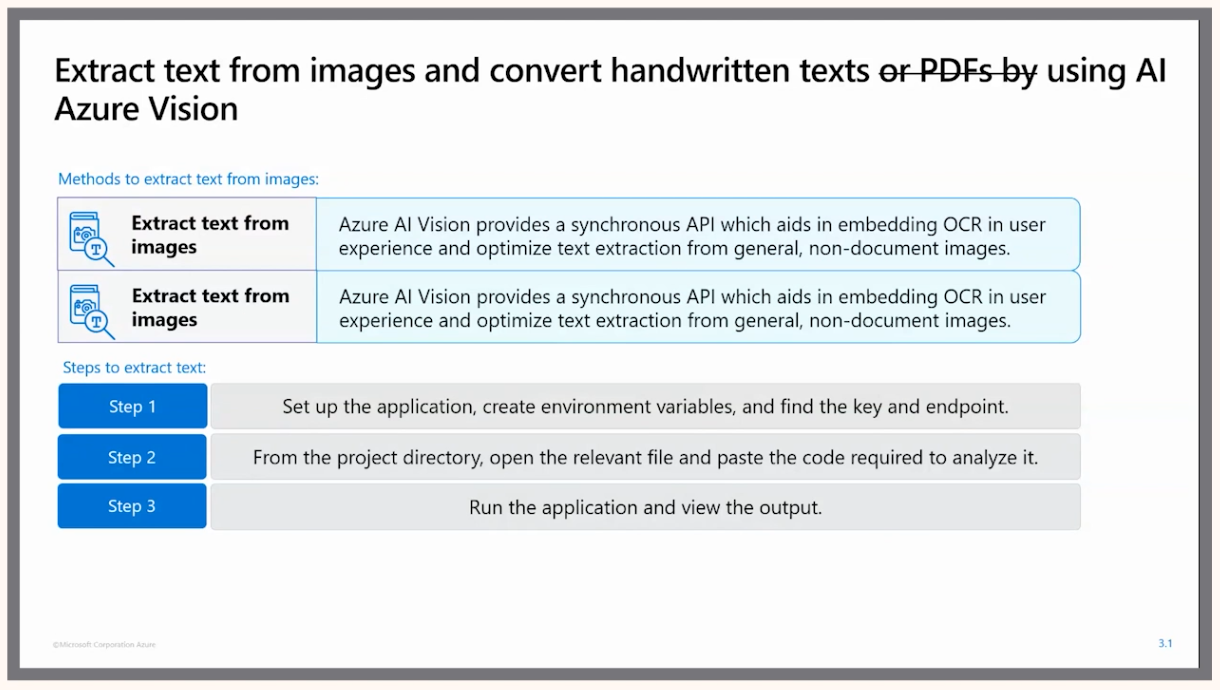 Extract text from images and convert handwritten texts or PDFs by using AI
Azure Vision
Methods to extract text from images:
Extract text from
images
Azure AI Vision provides a synchronous API which aids in embedding OCR in user
experience and optimize text extraction from general, non-document images.
Extract text from
images
Azure AI Vision provides a synchronous API which aids in embedding OCR in user
experience and optimize text extraction from general, non-document images.
Steps to extract text:
Step 1
Set up the application, create environment variables, and find the key and endpoint.
Step 2
From the project directory, open the relevant file and paste the code required to analyze it.
Step 3
Run the application and view the output.
©Microsoft Corporation Azure
3.1